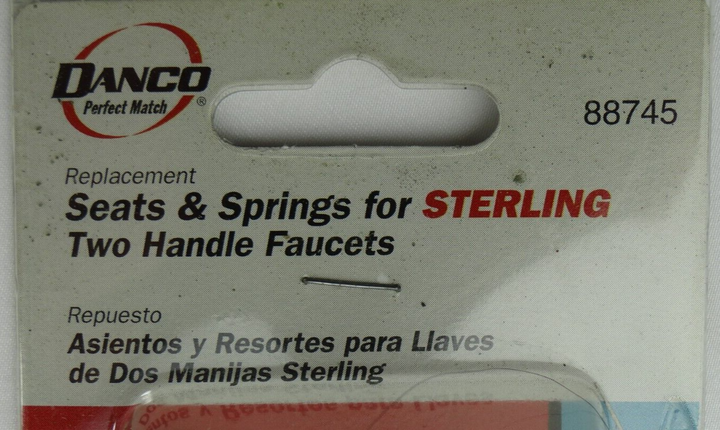 DANCO
Perfect Match®
88745
Replacement
Seats & Springs for STERLING
Two Handle Faucets
Repuesto
Asientos y Resortes para Llaves
de Dos Manijas Sterling